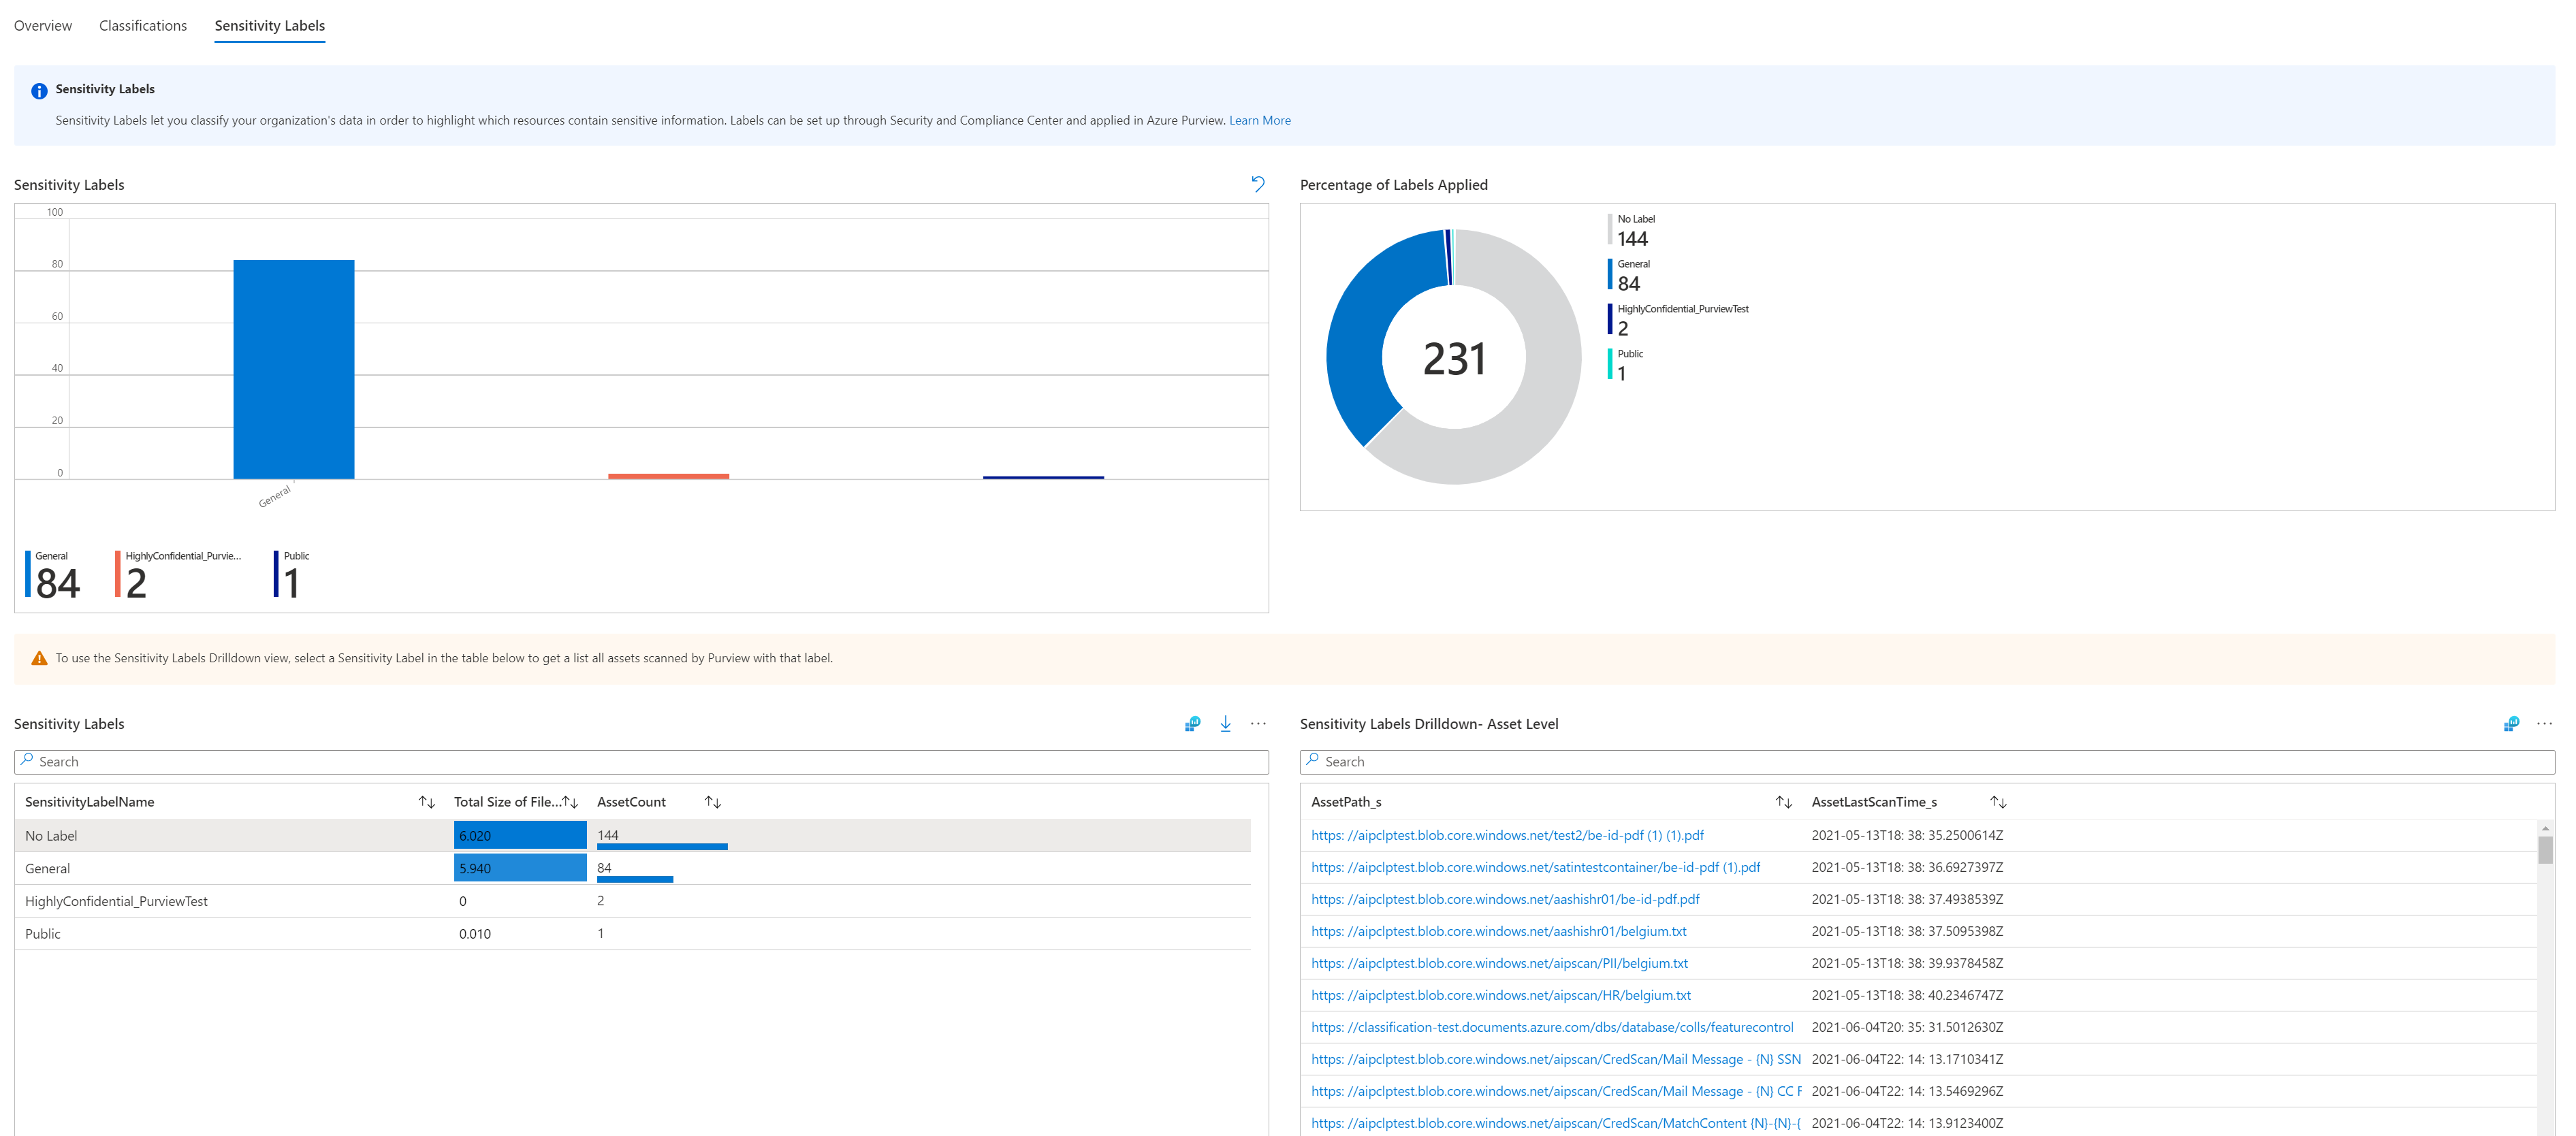 Overview Classifications Sensitivity Labels
Sensitivity Labels
Sensitivity Labels let you classify your organization's data in order to highlight which resources contain sensitive information. Labels can be set up through Security and Compliance Center and applied in Azure Purview. Learn More
Sensitivity Labels
100
80
60
40
20
0
General
General
84
HighlyConfidential_Purvie...
2
Public
1
Percentage of Labels Applied
231
No Label
144
General
84
HighlyConfidential_PurviewTest
2
Public
1
To use the Sensitivity Labels Drilldown view, select a Sensitivity Label in the table below to get a list all assets scanned by Purview with that label.
Sensitivity Labels
Search
SensitivityLabelName Total Size of File... AssetCount
No Label 6.020 144
General 5.940 84
HighlyConfidential_PurviewTest 0 2
Public 0.010 1
Sensitivity Labels Drilldown- Asset Level
Search
AssetPath_s AssetLastScanTime_s
https: //aipclptest.blob.core.windows.net/test2/be-id-pdf (1) (1).pdf 2021-05-13T18: 38: 35.2500614Z
https: //aipclptest.blob.core.windows.net/satintestcontainer/be-id-pdf (1).pdf 2021-05-13T18: 38: 36.6927397Z
https: //aipclptest.blob.core.windows.net/aashishr01/be-id-pdf.pdf 2021-05-13T18: 38: 37.4938539Z
https: //aipclptest.blob.core.windows.net/aashishr01/belgium.txt 2021-05-13T18: 38: 37.5095398Z
https: //aipclptest.blob.core.windows.net/aipscan/PII/belgium.txt 2021-05-13T18: 38: 39.9378458Z
https: //aipclptest.blob.core.windows.net/aipscan/HR/belgium.txt 2021-05-13T18: 38: 40.2346747Z
https: //classification-test.documents.azure.com/dbs/database/colls/featurecontrol 2021-06-04T20: 35: 31.5012630Z
https: //aipclptest.blob.core.windows.net/aipscan/CredScan/Mail Message - {N} SSN 2021-06-04T22: 14: 13.1710341Z
https: //aipclptest.blob.core.windows.net/aipscan/CredScan/Mail Message - {N} CC F 2021-06-04T22: 14: 13.5469296Z
https: //aipclptest.blob.core.windows.net/aipscan/CredScan/MatchContent {N}-{N}-{ 2021-06-04T22: 14: 13.9123400Z